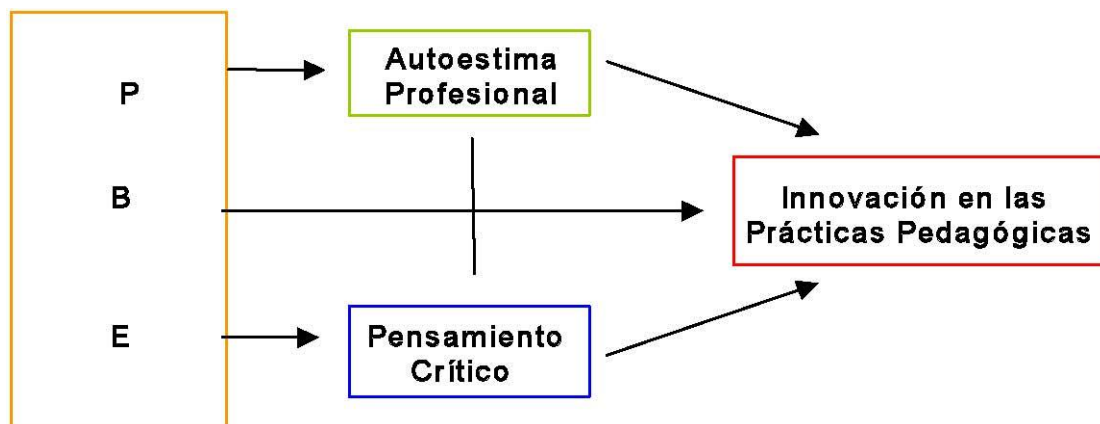 P
B
E
Autoestima
Profesional
Pensamiento
Crítico
Innovación en las
Prácticas Pedagógicas